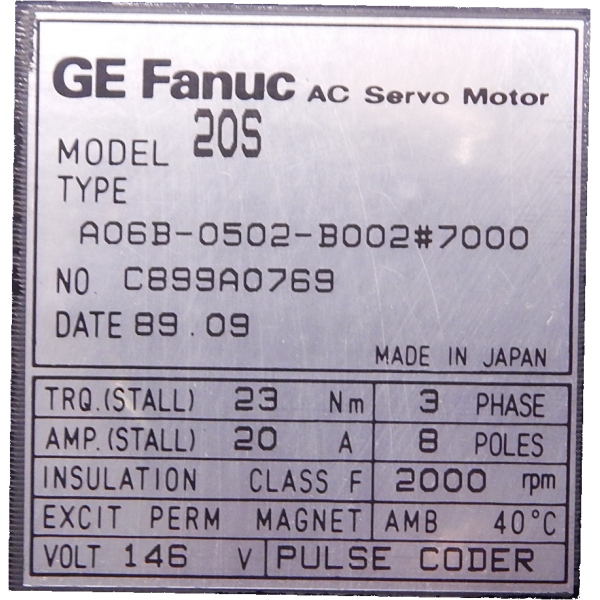 GE Fanuc AC Servo Motor
MODEL 20S
TYPE
A06B-0502-B002#7000
NO. C899A0769
DATE 89.09
MADE IN JAPAN
TRQ.(STALL) 23 Nm 3 PHASE
AMP.(STALL) 20 A 8 POLES
INSULATION CLASS F 2000 rpm
EXCIT PERM MAGNET AMB 40°C
VOLT 146 V PULSE CODER